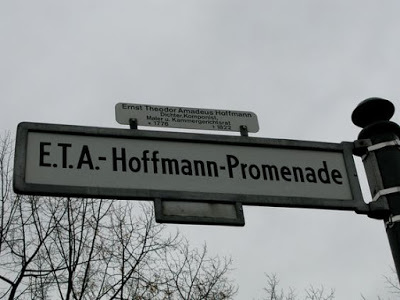 Ernst Theodor Amadeus Hoffmann
Dichter, Komponist,
Maler u. Kammergerichtsrat
* 1776 + 1822
E.T.A.-Hoffmann-Promenade